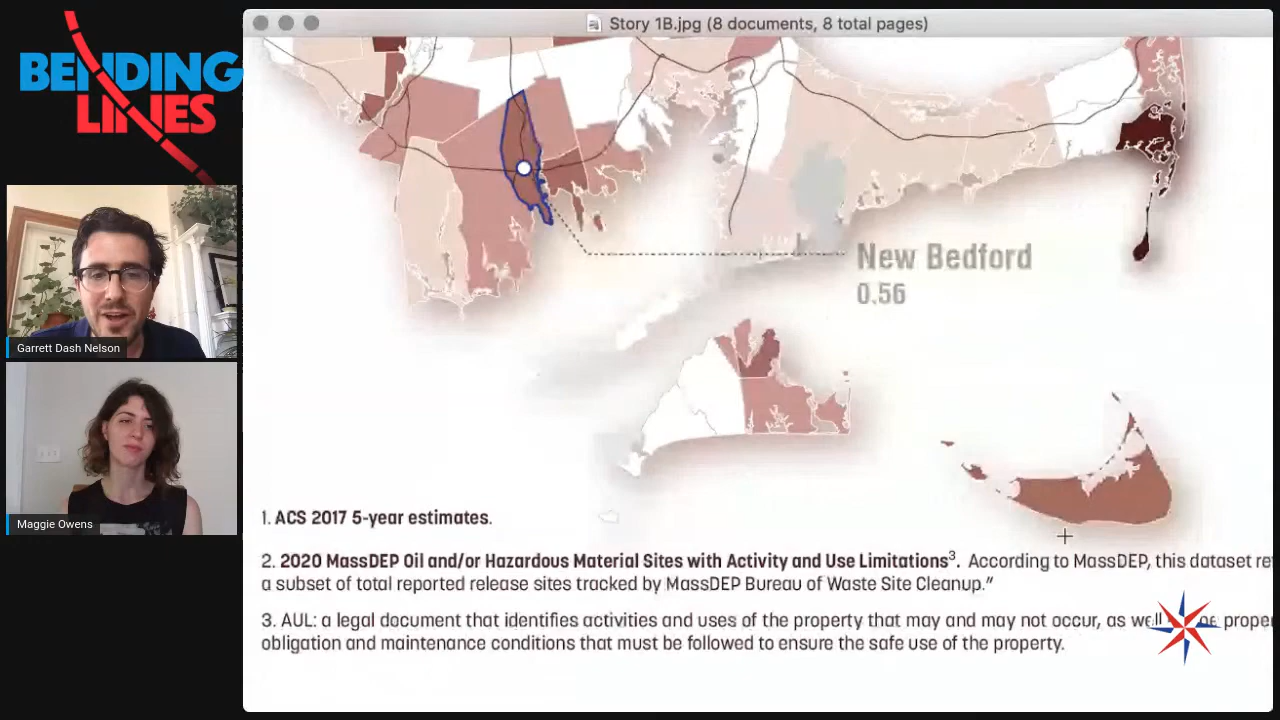 BENDING
LINES
Garrett Dash Nelson
Maggie Owens
Story 1B.jpg (8 documents, 8 total pages)
New Bedford
0.56
1. ACS 2017 5-year estimates.
2. 2020 MassDEP Oil and/or Hazardous Material Sites with Activity and Use Limitations3. According to MassDEP, this dataset
a subset of total reported release sites tracked by MassDEP Bureau of Waste Site Cleanup.”
3. AUL: a legal document that identifies activities and uses of the property that may and may not occur, as well
obligation and maintenance conditions that must be followed to ensure the safe use of the property.